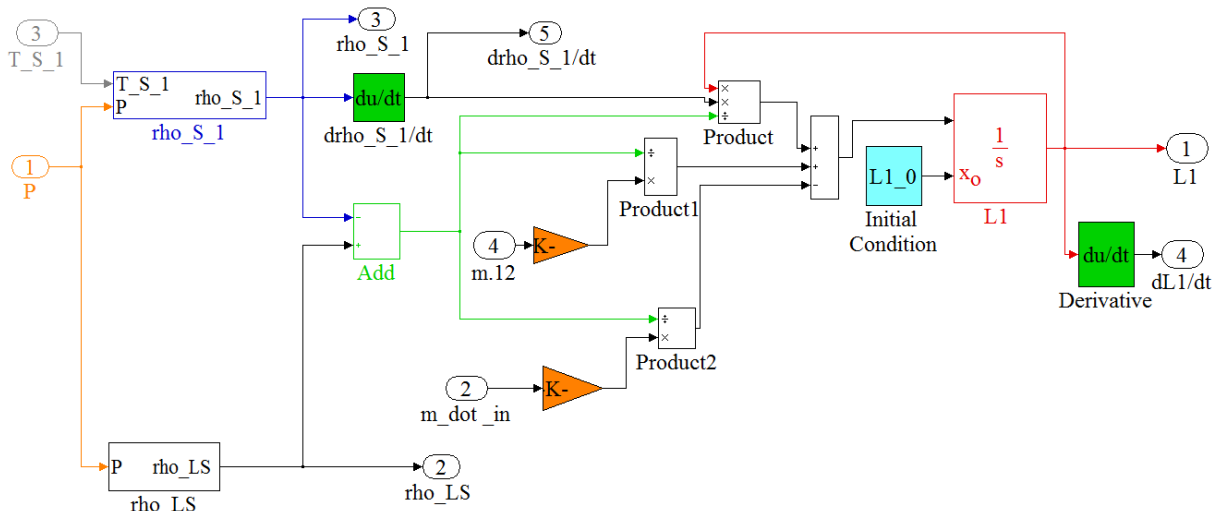 3
T_S_1
T_S_1
P
rho_S_1
rho_S_1
1
P
3
rho_S_1
du/dt
drho_S_1/dt
5
drho_S_1/dt
-
+
Add
×
×
÷
Product
÷
×
Product1
4
m.12
K-
÷
×
Product2
2
m_dot _in
K-
+
+
-
L1_0
Initial
Condition
1
s
xo
L1
1
L1
du/dt
Derivative
4
dL1/dt
P
rho_LS
rho_LS
2
rho_LS